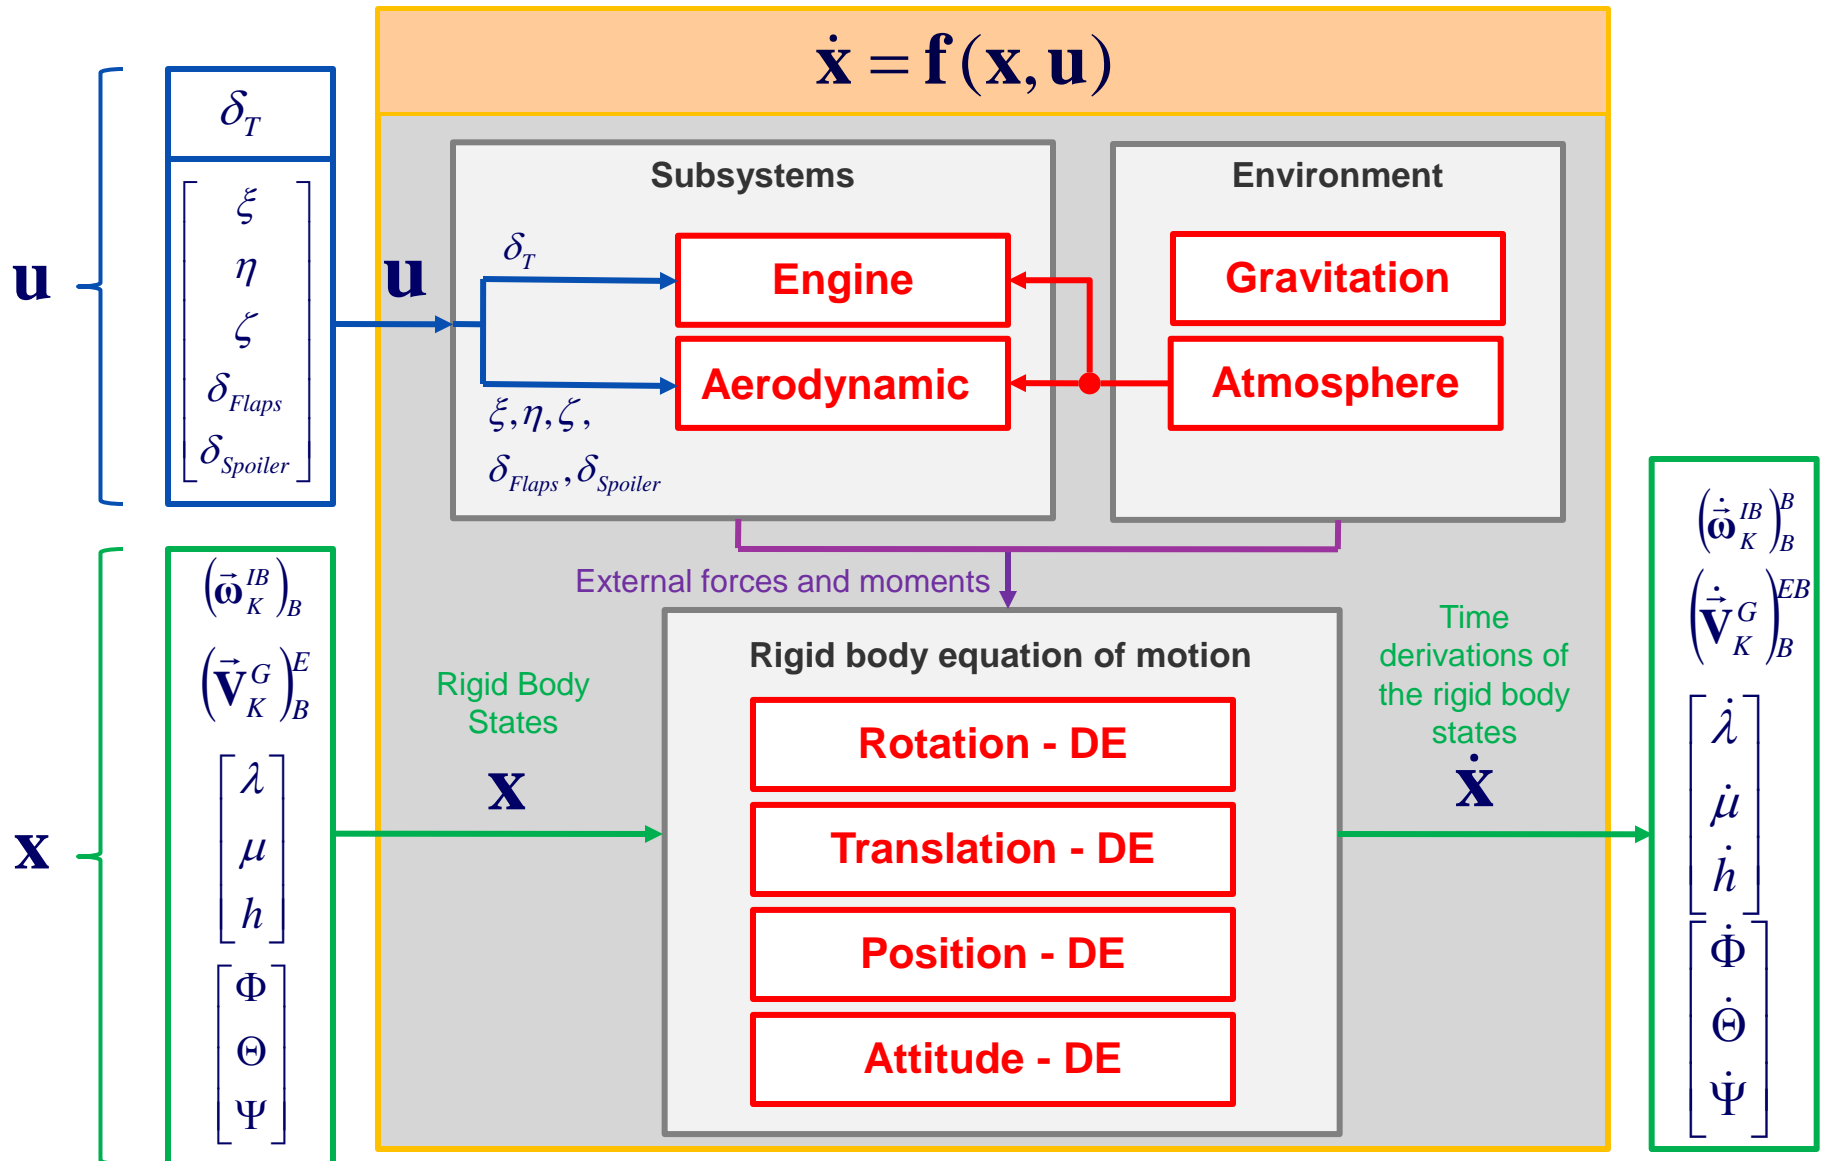 ẋ = f(x, u)
u
δ_T
ξ
η
ζ
δ_Flaps
δ_Spoiler
u
Subsystems
δ_T
Engine
Aerodynamic
ξ, η, ζ,
δ_Flaps, δ_Spoiler
Environment
Gravitation
Atmosphere
External forces and moments
x
(ω⃗_K^IB)_B
(V⃗_K^G)_B^E
λ
μ
h
Φ
Θ
Ψ
Rigid Body
States
x
Rigid body equation of motion
Rotation - DE
Translation - DE
Position - DE
Attitude - DE
Time
derivations of
the rigid body
states
ẋ
(ω⃗̇_K^IB)_B^B
(V⃗̇_K^G)_B^EB
λ̇
μ̇
ḣ
Φ̇
Θ̇
Ψ̇